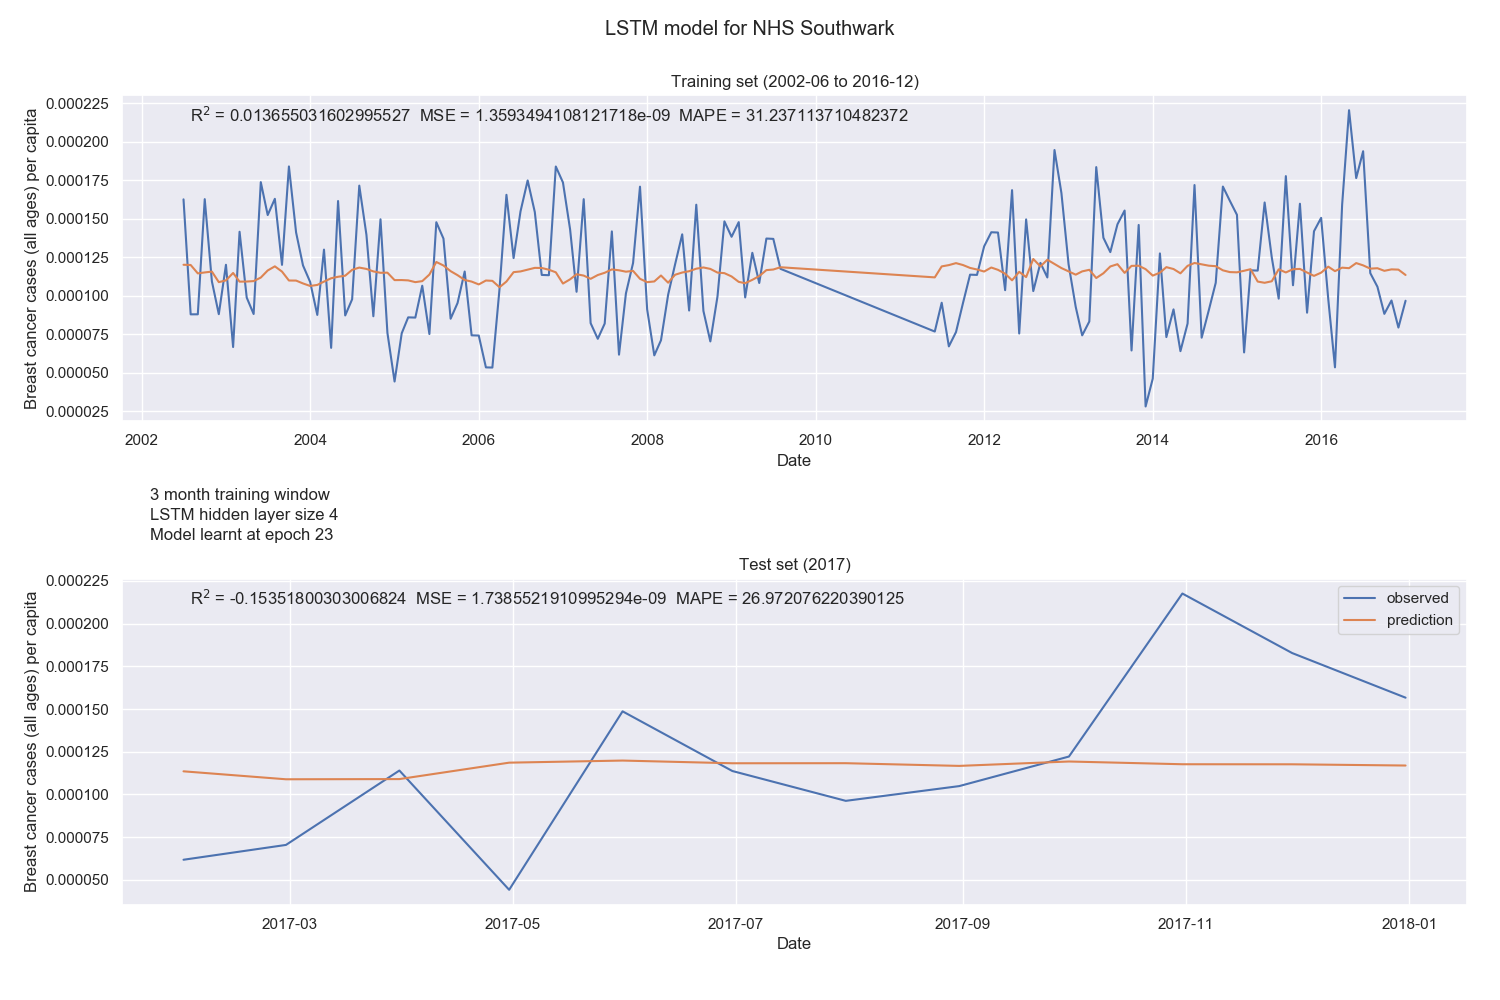 LSTM model for NHS Southwark
Training set (2002-06 to 2016-12)
R² = 0.013655031602995527 MSE = 1.3593494108121718e-09 MAPE = 31.237113710482372
Breast cancer cases (all ages) per capita
0.000225
0.000200
0.000175
0.000150
0.000125
0.000100
0.000075
0.000050
0.000025
2002 2004 2006 2008 2010 2012 2014 2016
Date
3 month training window
LSTM hidden layer size 4
Model learnt at epoch 23
Test set (2017)
R² = -0.15351800303006824 MSE = 1.7385521910995294e-09 MAPE = 26.972076220390125
observed
prediction
Breast cancer cases (all ages) per capita
0.000225
0.000200
0.000175
0.000150
0.000125
0.000100
0.000075
0.000050
2017-03 2017-05 2017-07 2017-09 2017-11 2018-01
Date